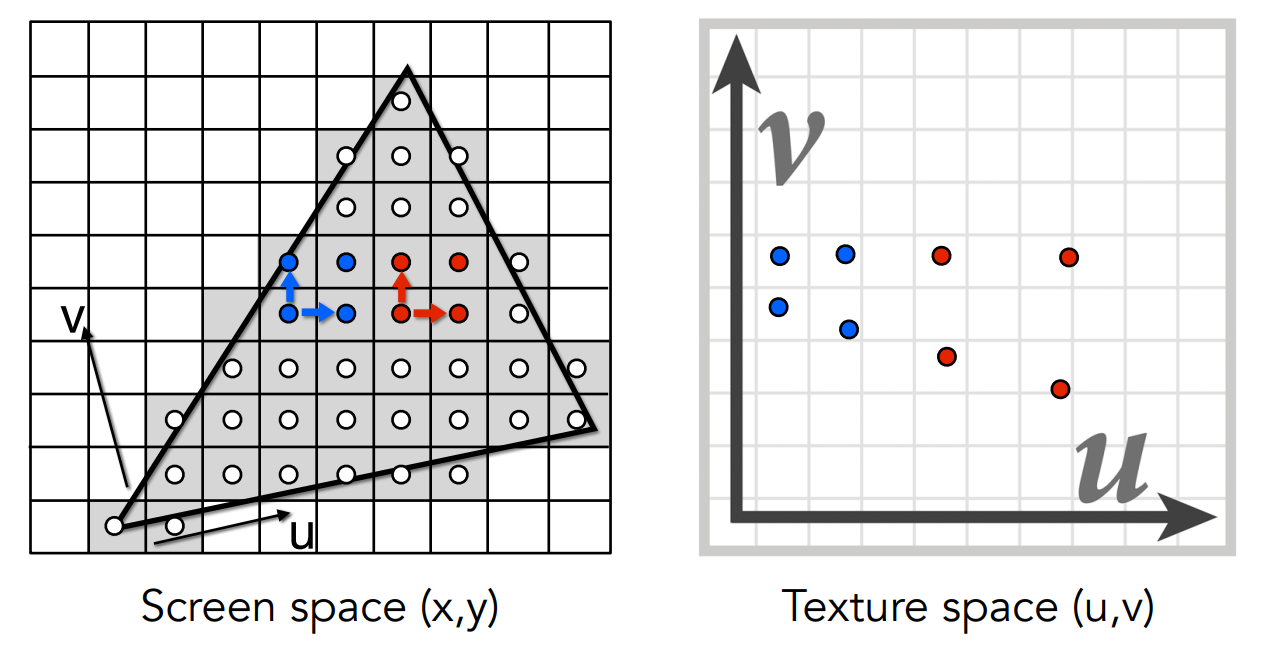 v
u
Screen space (x,y)
v
u
Texture space (u,v)